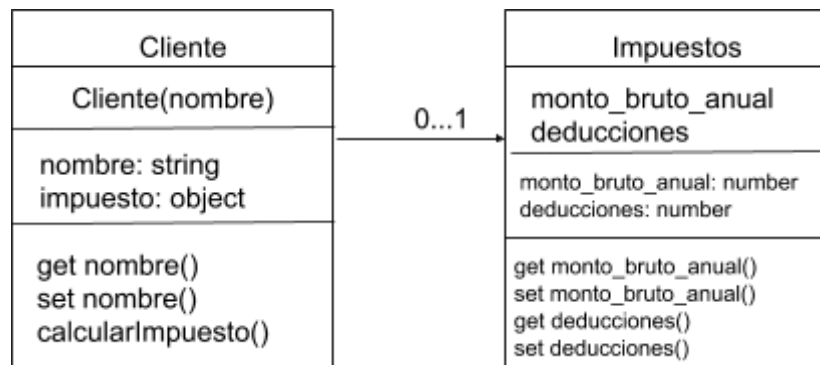 Cliente
Cliente(nombre)
nombre: string
impuesto: object
get nombre()
set nombre()
calcularImpuesto()
0...1
Impuestos
monto_bruto_anual
deducciones
monto_bruto_anual: number
deducciones: number
get monto_bruto_anual()
set monto_bruto_anual()
get deducciones()
set deducciones()